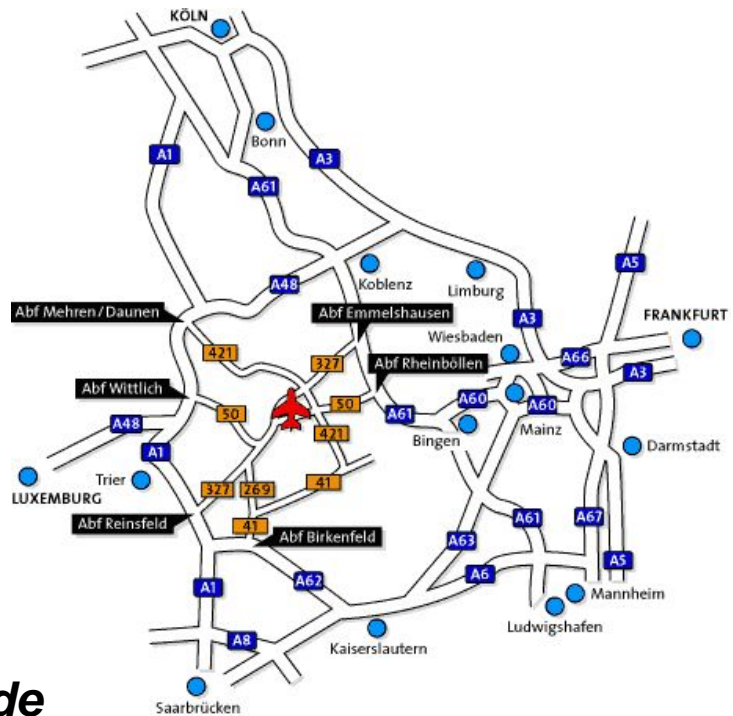 KÖLN
Bonn
A1
A3
A61
A5
Koblenz
Limburg
A48
Abf Mehren/Daunen
Abf Emmelshausen
A3
FRANKFURT
Wiesbaden
421
327
A66
Abf Rheinböllen
A3
Abf Wittlich
50
50
A60
A60
A48
A61
Bingen
Mainz
421
A1
Darmstadt
Trier
LUXEMBURG
327
269
41
Abf Reinsfeld
41
A61
A67
Abf Birkenfeld
A63
A5
A1
A62
A6
Mannheim
Ludwigshafen
A8
Kaiserslautern
de
Saarbrücken